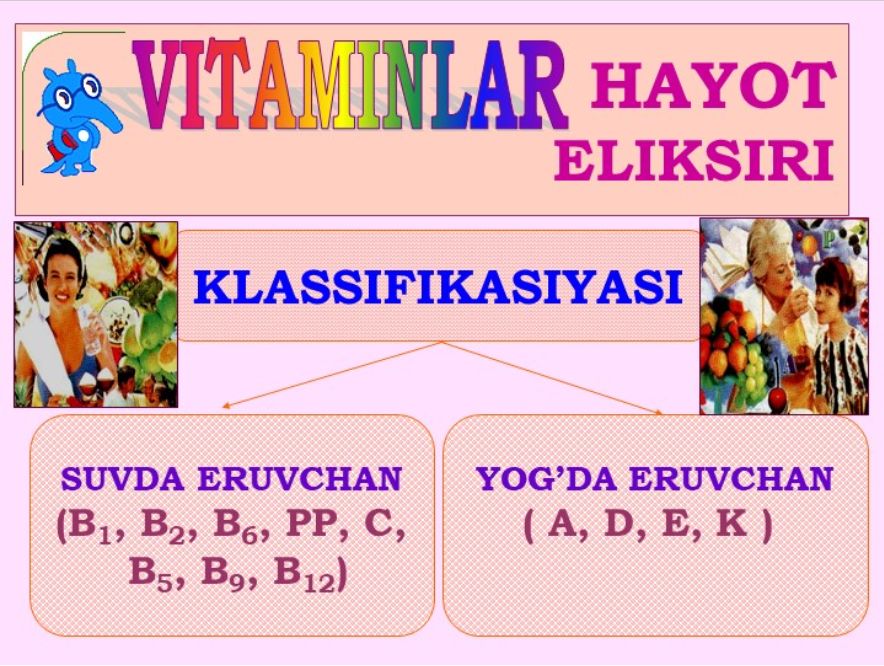 VITAMINLAR HAYOT
ELIKSIRI
KLASSIFIKASIYASI
SUVDA ERUVCHAN
(B₁, B₂, B₆, PP, C,
B₅, B₉, B₁₂)
YOG’DA ERUVCHAN
( A, D, E, K )